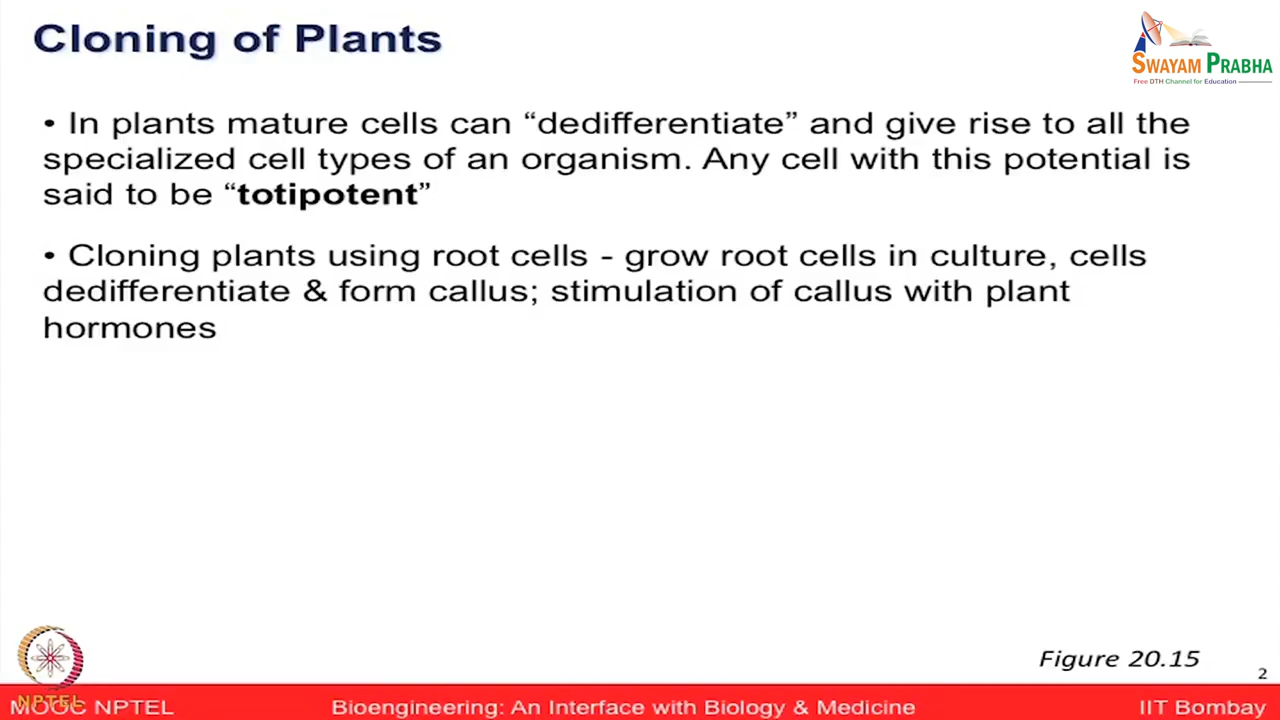 Cloning of Plants
SWAYAM PRABHA
Free DTH Channel for Education
• In plants mature cells can “dedifferentiate” and give rise to all the
specialized cell types of an organism. Any cell with this potential is
said to be “totipotent”
• Cloning plants using root cells - grow root cells in culture, cells
dedifferentiate & form callus; stimulation of callus with plant
hormones
Figure 20.15
2
NPTEL
MOOC NPTEL Bioengineering: An Interface with Biology & Medicine IIT Bombay